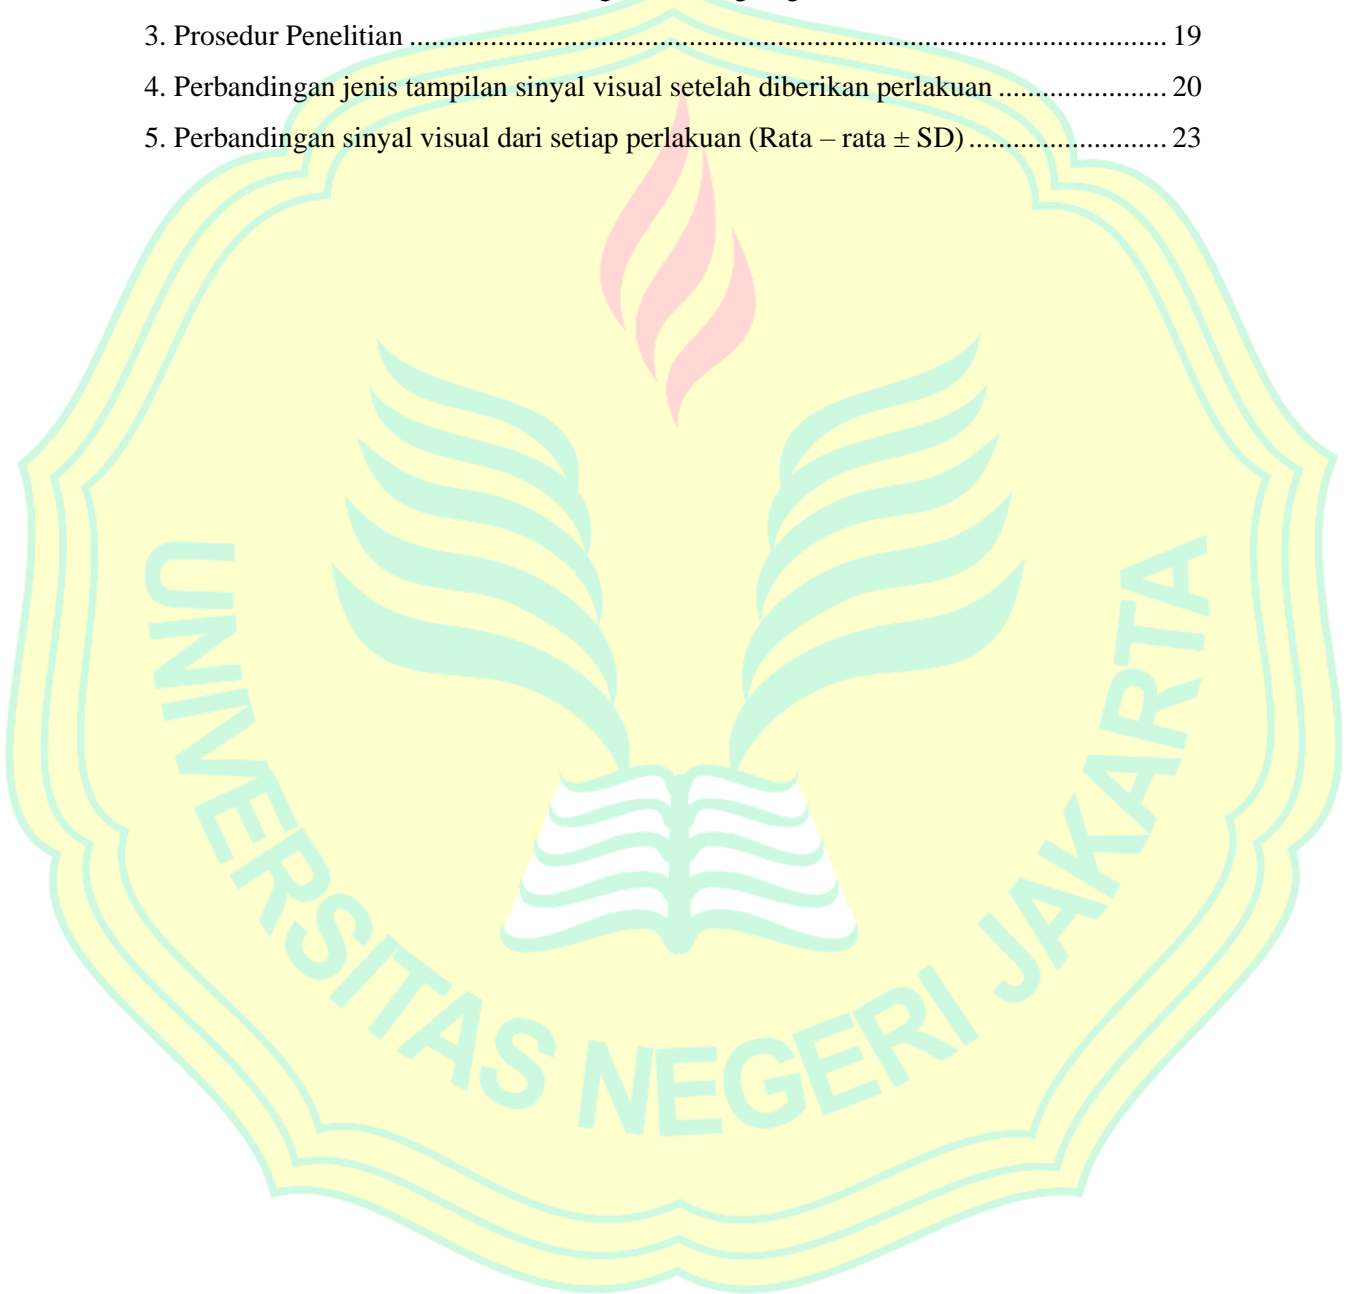 3. Prosedur Penelitian ................................................................................................... 19
4. Perbandingan jenis tampilan sinyal visual setelah diberikan perlakuan ...................... 20
5. Perbandingan sinyal visual dari setiap perlakuan (Rata – rata ± SD) .......................... 23
UNIVERSITAS NEGERI JAKARTA